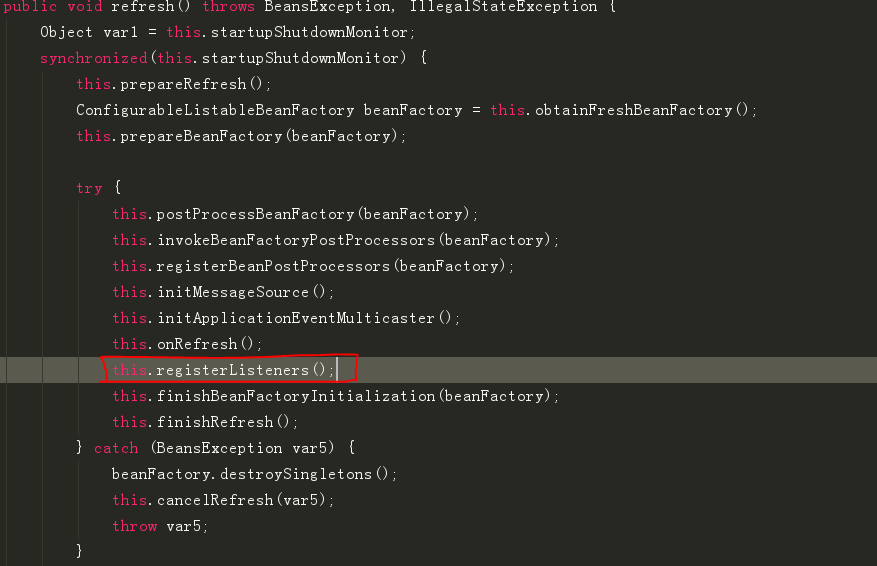 public void refresh() throws BeansException, IllegalStateException {
Object var1 = this.startupShutdownMonitor;
synchronized(this.startupShutdownMonitor) {
this.prepareRefresh();
ConfigurableListableBeanFactory beanFactory = this.obtainFreshBeanFactory();
this.prepareBeanFactory(beanFactory);
try {
this.postProcessBeanFactory(beanFactory);
this.invokeBeanFactoryPostProcessors(beanFactory);
this.registerBeanPostProcessors(beanFactory);
this.initMessageSource();
this.initApplicationEventMulticaster();
this.onRefresh();
this.registerListeners();
this.finishBeanFactoryInitialization(beanFactory);
this.finishRefresh();
} catch (BeansException var5) {
beanFactory.destroySingletons();
this.cancelRefresh(var5);
throw var5;
}